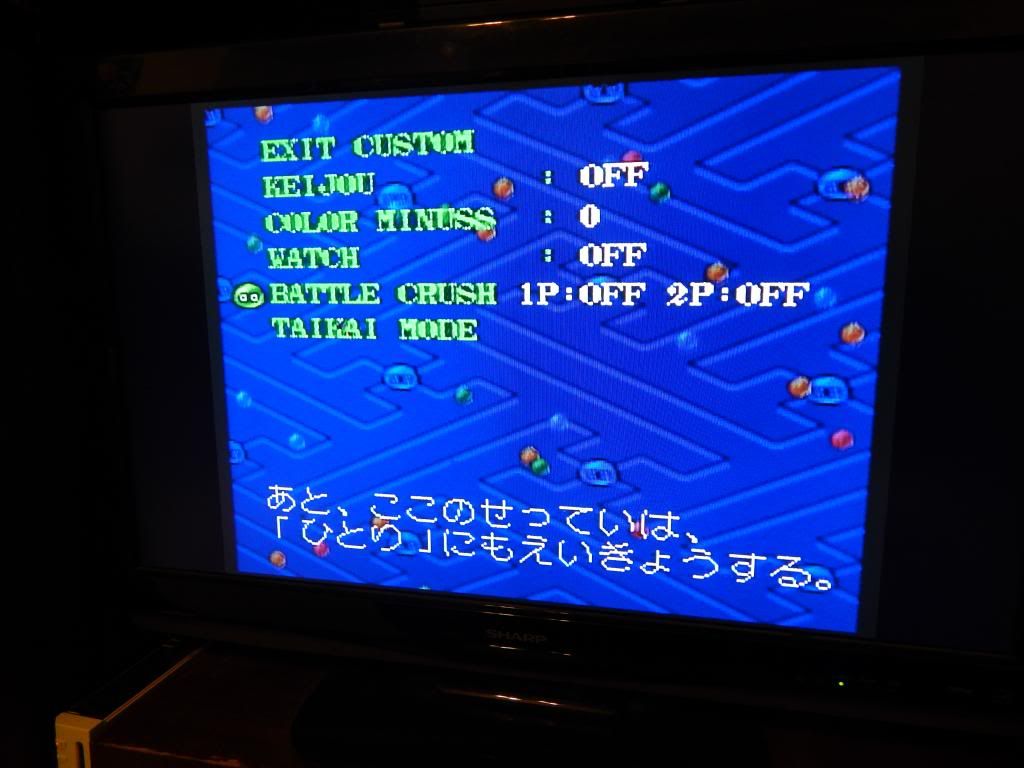 EXIT CUSTOM
KEIJOU : OFF
COLOR MINUSS : 0
WATCH : OFF
BATTLE CRUSH 1P:OFF 2P:OFF
TAIKAI MODE
あと、ここのせっていは、
「ひとり」にもえいきょうする。
SHARP